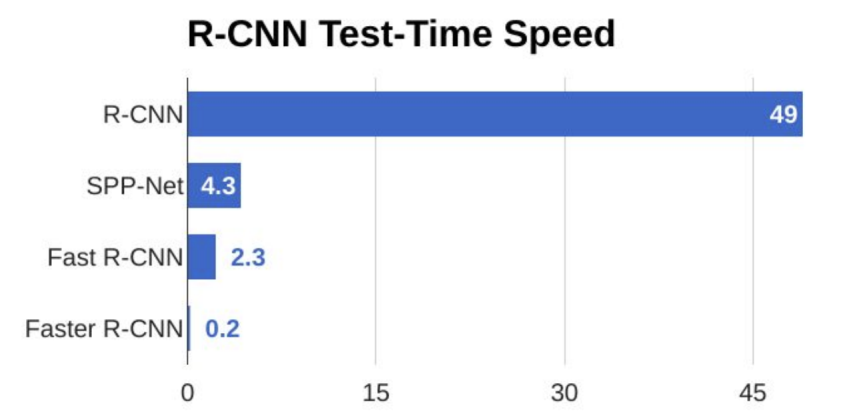 R-CNN Test-Time Speed
R-CNN 49
SPP-Net 4.3
Fast R-CNN 2.3
Faster R-CNN 0.2
0 15 30 45